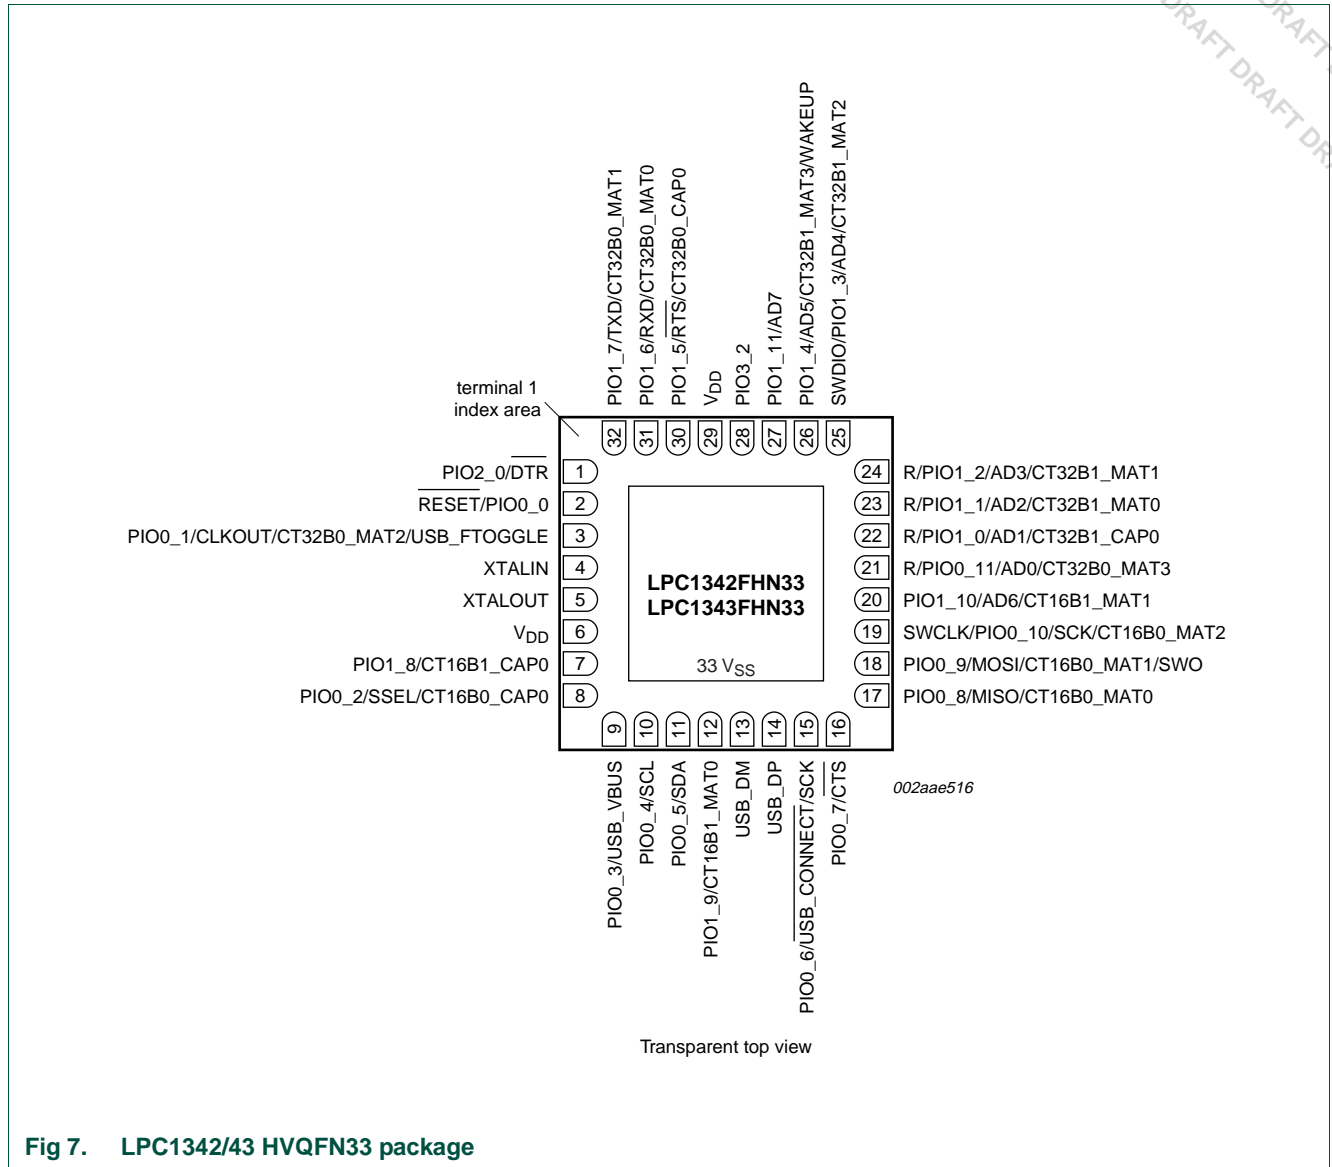 DRAFT DRAFT DRAFT
DRAFT DRAFT
PIO1_7/TXD/CT32B0_MAT1
PIO1_6/RXD/CT32B0_MAT0
PIO1_5/RTS/CT32B0_CAP0
VDD
PIO3_2
PIO1_11/AD7
PIO1_4/AD5/CT32B1_MAT3/WAKEUP
SWDIO/PIO1_3/AD4/CT32B1_MAT2
terminal 1
index area
32 31 30 29 28 27 26 25
PIO2_0/DTR 1
RESET/PIO0_0 2
PIO0_1/CLKOUT/CT32B0_MAT2/USB_FTOGGLE 3
XTALIN 4
XTALOUT 5
VDD 6
PIO1_8/CT16B1_CAP0 7
PIO0_2/SSEL/CT16B0_CAP0 8
LPC1342FHN33
LPC1343FHN33
33 VSS
24 R/PIO1_2/AD3/CT32B1_MAT1
23 R/PIO1_1/AD2/CT32B1_MAT0
22 R/PIO1_0/AD1/CT32B1_CAP0
21 R/PIO0_11/AD0/CT32B0_MAT3
20 PIO1_10/AD6/CT16B1_MAT1
19 SWCLK/PIO0_10/SCK/CT16B0_MAT2
18 PIO0_9/MOSI/CT16B0_MAT1/SWO
17 PIO0_8/MISO/CT16B0_MAT0
9 10 11 12 13 14 15 16
PIO0_3/USB_VBUS
PIO0_4/SCL
PIO0_5/SDA
PIO1_9/CT16B1_MAT0
USB_DM
USB_DP
PIO0_6/USB_CONNECT/SCK
PIO0_7/CTS
002aae516
Transparent top view
Fig 7. LPC1342/43 HVQFN33 package